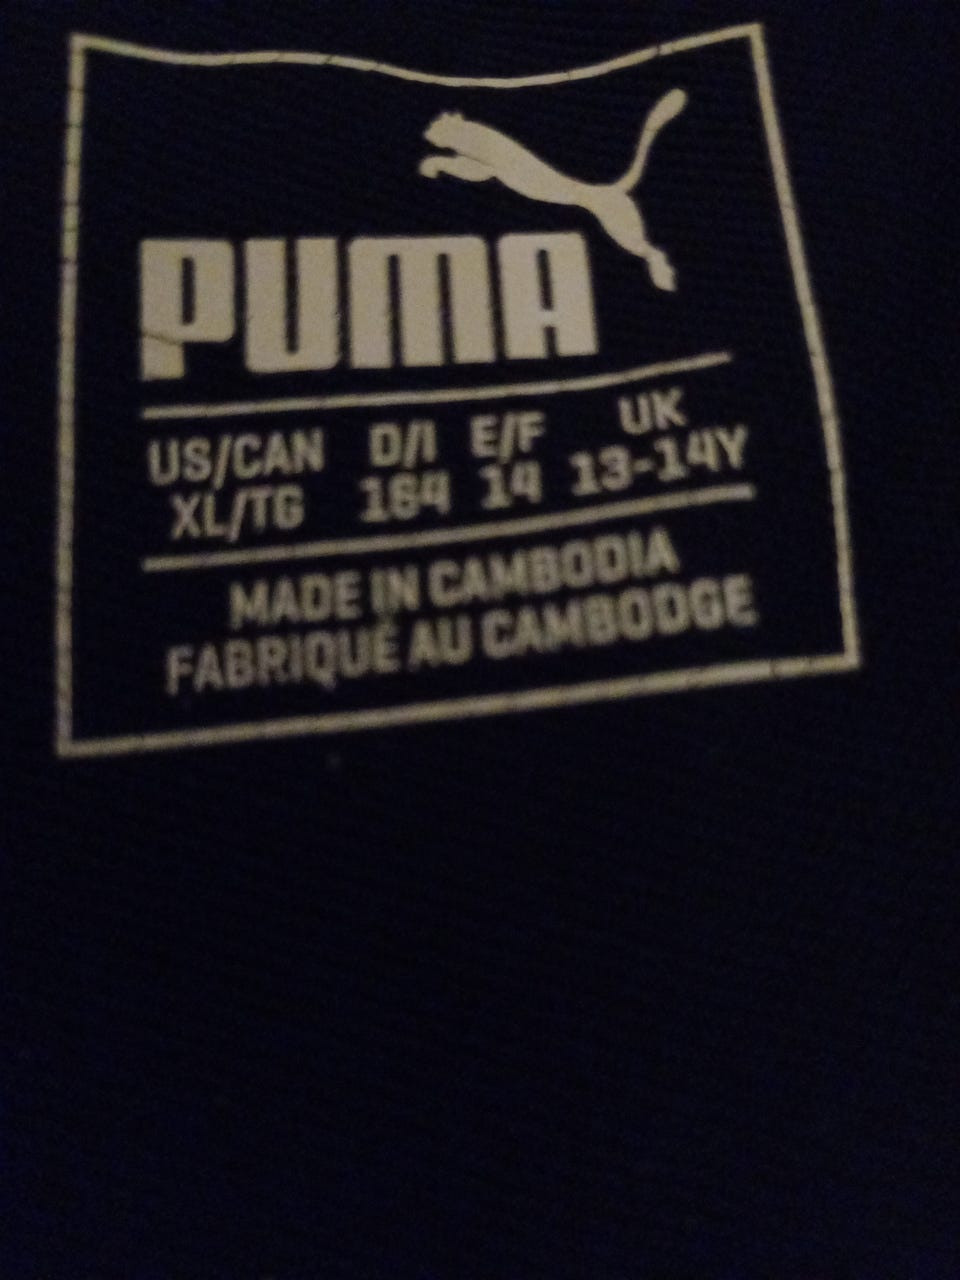 PUMA
US/CAN D/I E/F UK
XL/TG 164 14 13-14Y
MADE IN CAMBODIA
FABRIQUÉ AU CAMBODGE